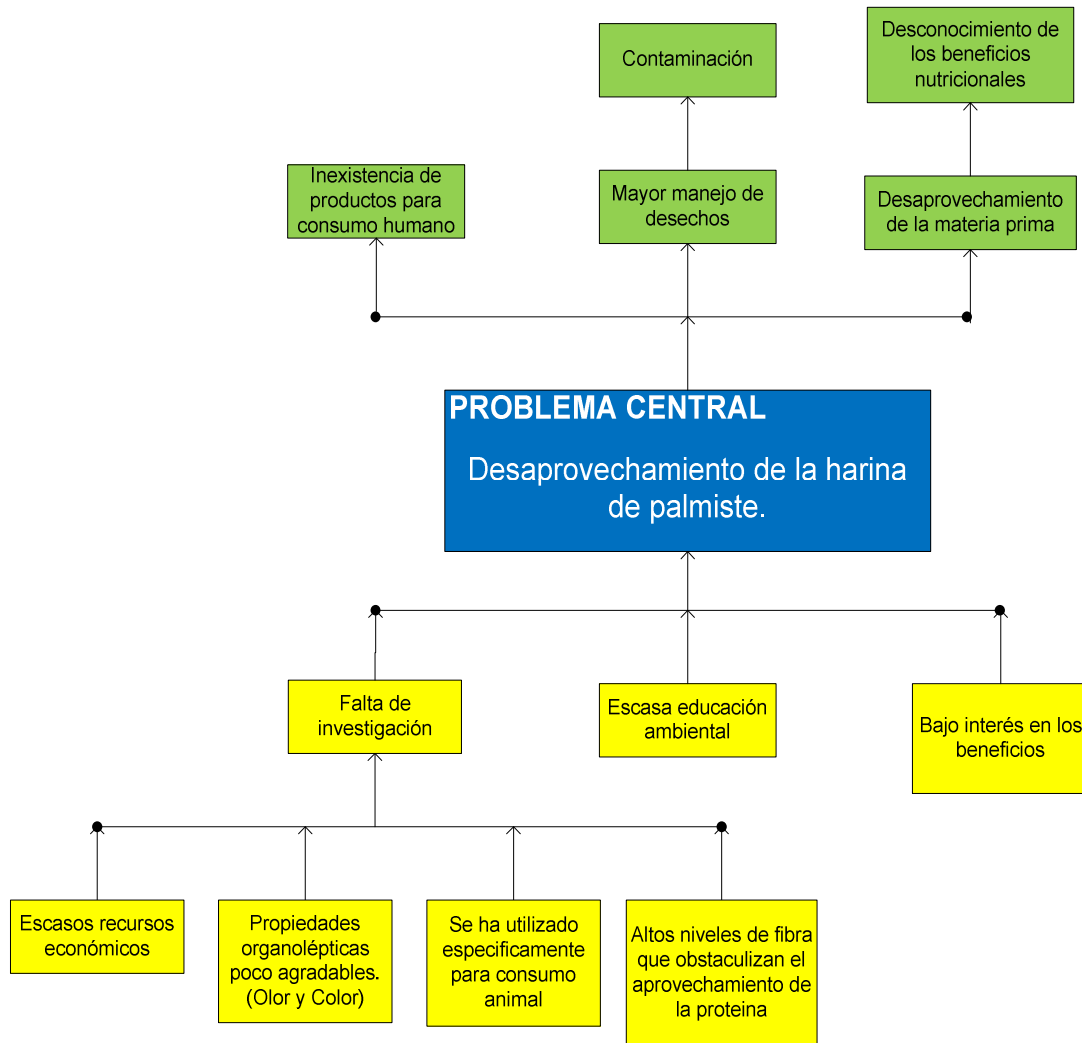 Contaminación
Desconocimiento de
los beneficios
nutricionales
Inexistencia de
productos para
consumo humano
Mayor manejo de
desechos
Desaprovechamiento
de la materia prima
PROBLEMA CENTRAL
Desaprovechamiento de la harina
de palmiste.
Falta de
investigación
Escasa educación
ambiental
Bajo interés en los
beneficios
Escasos recursos
económicos
Propiedades
organolépticas
poco agradables.
(Olor y Color)
Se ha utilizado
especificamente
para consumo
animal
Altos niveles de fibra
que obstaculizan el
aprovechamiento de
la proteina